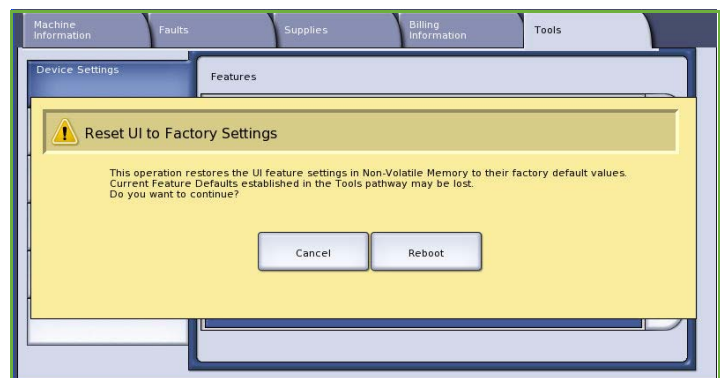 Machine
Information
Faults
Supplies
Billing
Information
Tools
Device Settings
Features
Reset UI to Factory Settings
This operation restores the UI feature settings in Non-Volatile Memory to their factory default values.
Current Feature Defaults established in the Tools pathway may be lost.
Do you want to continue?
Cancel
Reboot